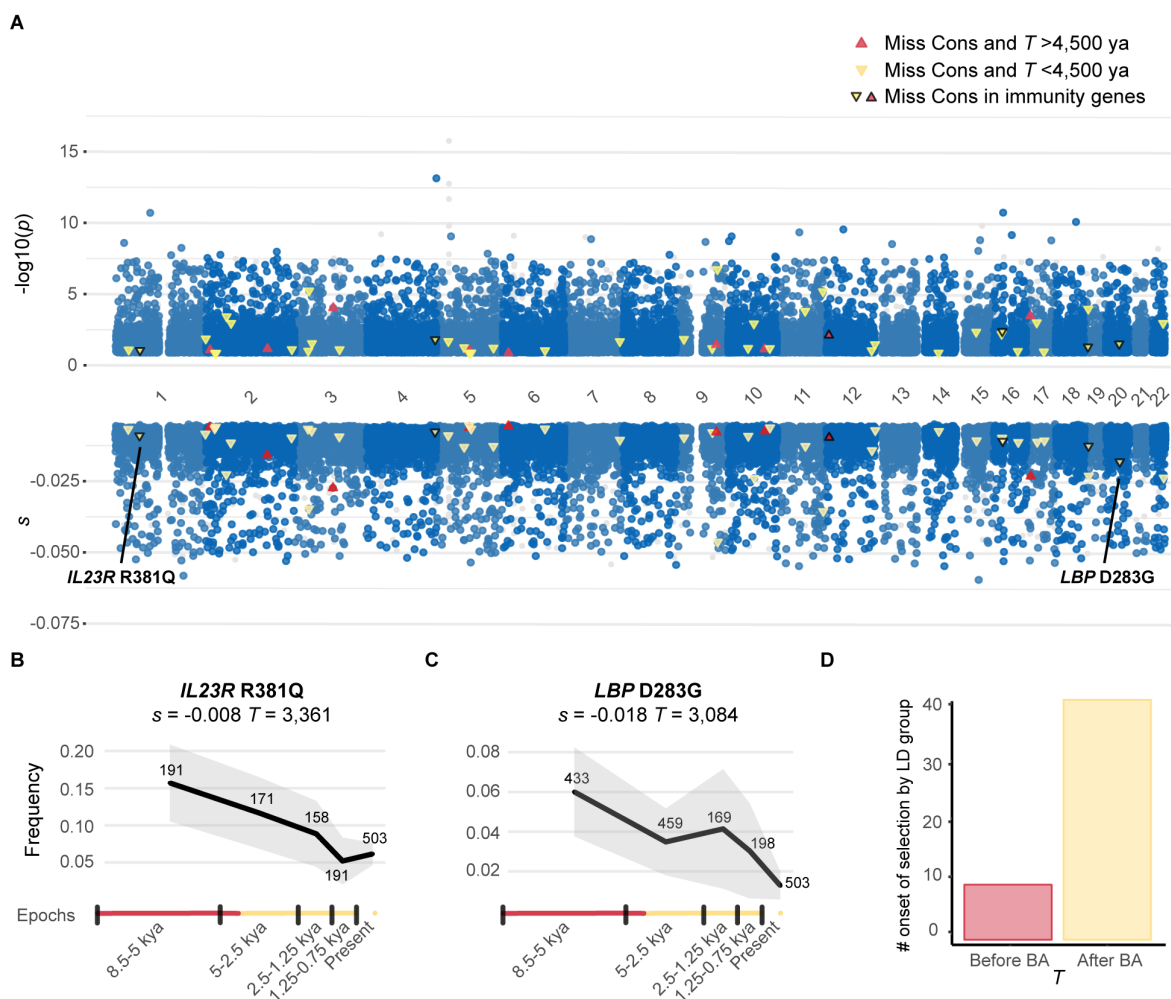 A
Miss Cons and T >4,500 ya
Miss Cons and T <4,500 ya
Miss Cons in immunity genes
-log10(p)
15
10
5
0
1 2 3 4 5 6 7 8 9 10 11 12 13 14 15 16 17 18 19 20 21 22
s
-0.025
-0.050
-0.075
IL23R R381Q
LBP D283G
B
IL23R R381Q
s = -0.008 T = 3,361
Frequency
0.20
0.15
0.10
0.05
191
171
158
191
503
Epochs
8.5-5 kya
5-2.5 kya
2.5-1.25 kya
1.25-0.75 kya
Present
C
LBP D283G
s = -0.018 T = 3,084
0.08
0.06
0.04
0.02
433
459
169
198
503
8.5-5 kya
5-2.5 kya
2.5-1.25 kya
1.25-0.75 kya
Present
D
# onset of selection by LD group
40
30
20
10
0
Before BA After BA
T